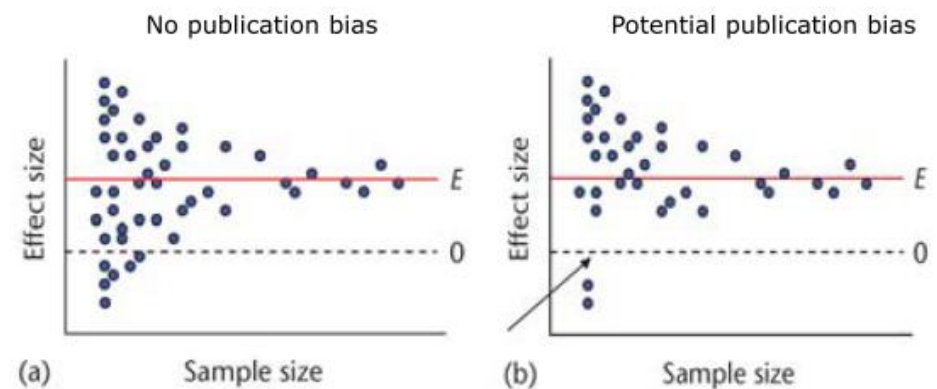 No publication bias
Effect size
E
0
(a)
Sample size
Potential publication bias
Effect size
E
0
(b)
Sample size